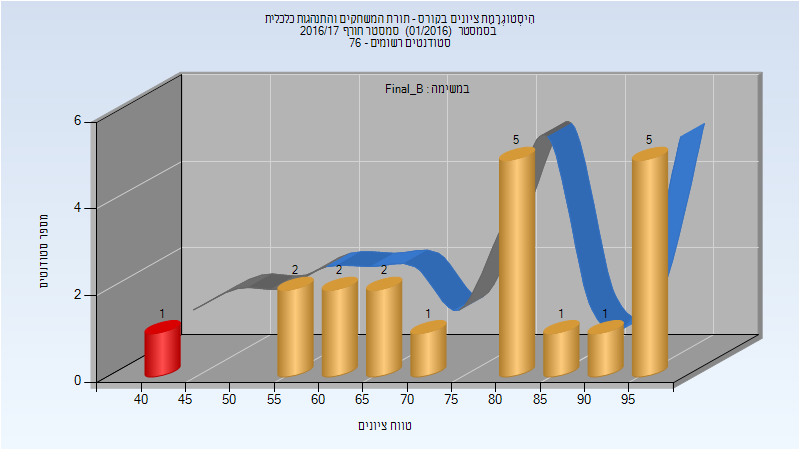 היסטוגרמת ציונים בקורס - תורת המשחקים והתנהגות כלכלית
בסמסטר (01/2016) סמסטר חורף 2016/17
סטודנטים רשומים - 76
במשימה : Final_B
מספר סטודנטים
6
4
2
0
1
2
2
2
1
5
1
1
5
40 45 50 55 60 65 70 75 80 85 90 95
טווח ציונים